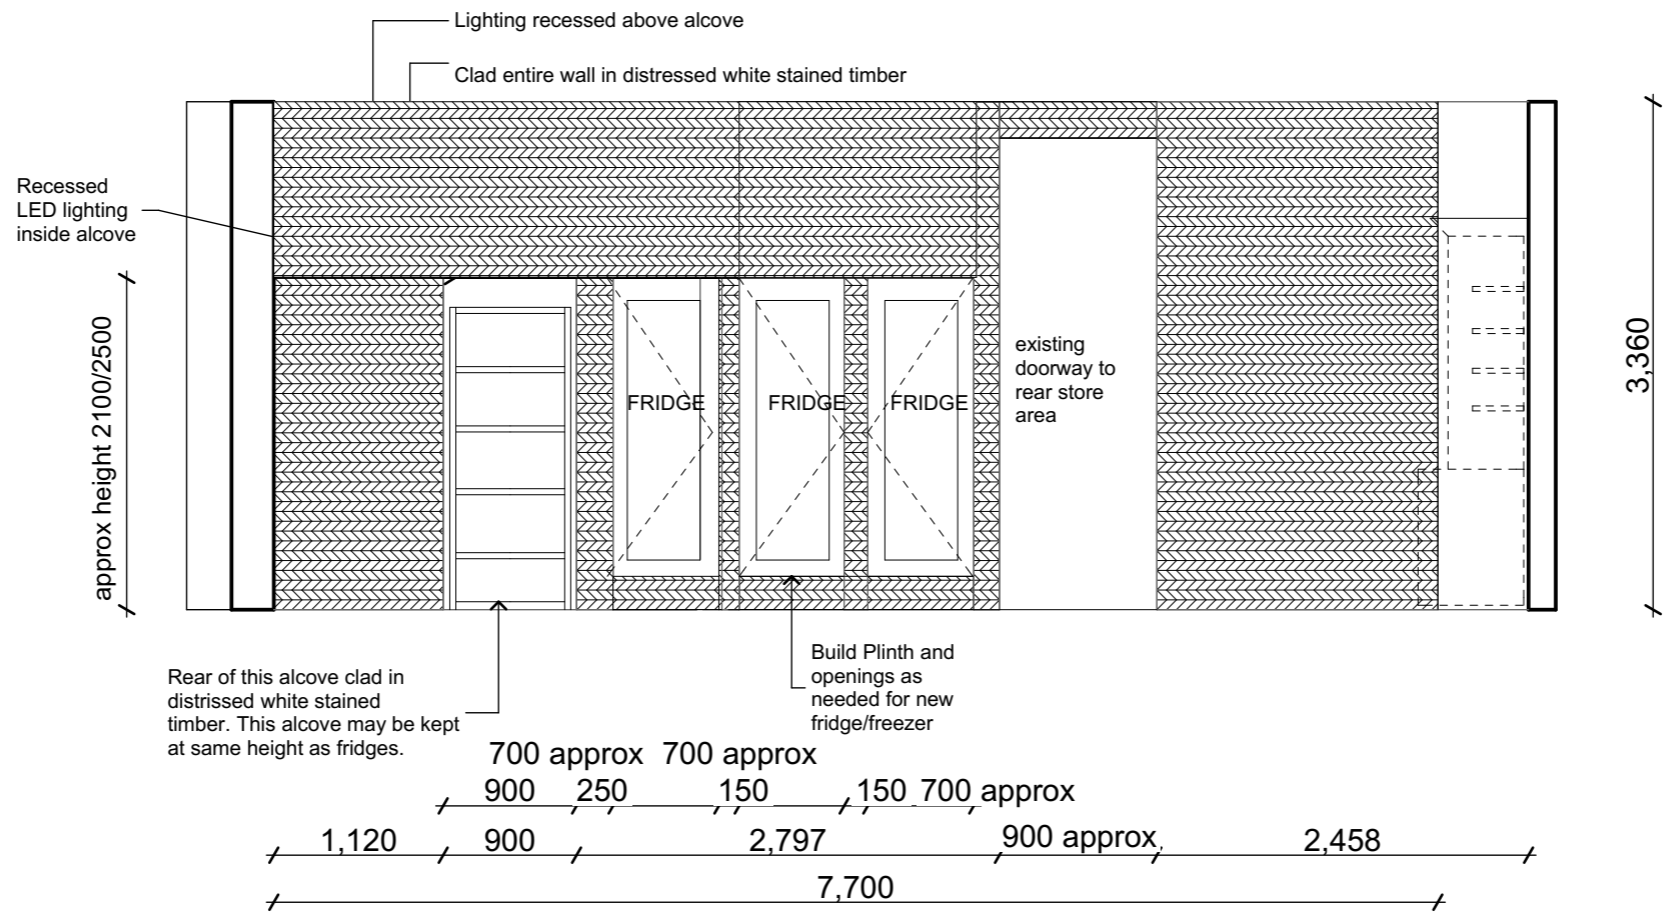 Lighting recessed above alcove
Clad entire wall in distressed white stained timber
Recessed
LED lighting
inside alcove
approx height 2100/2500
FRIDGE
FRIDGE
FRIDGE
existing
doorway to
rear store
area
3,360
Rear of this alcove clad in
distrissed white stained
timber. This alcove may be kept
at same height as fridges.
Build Plinth and
openings as
needed for new
fridge/freezer
700 approx 700 approx
900 250 150 150 700 approx
1,120 900 2,797 900 approx 2,458
7,700